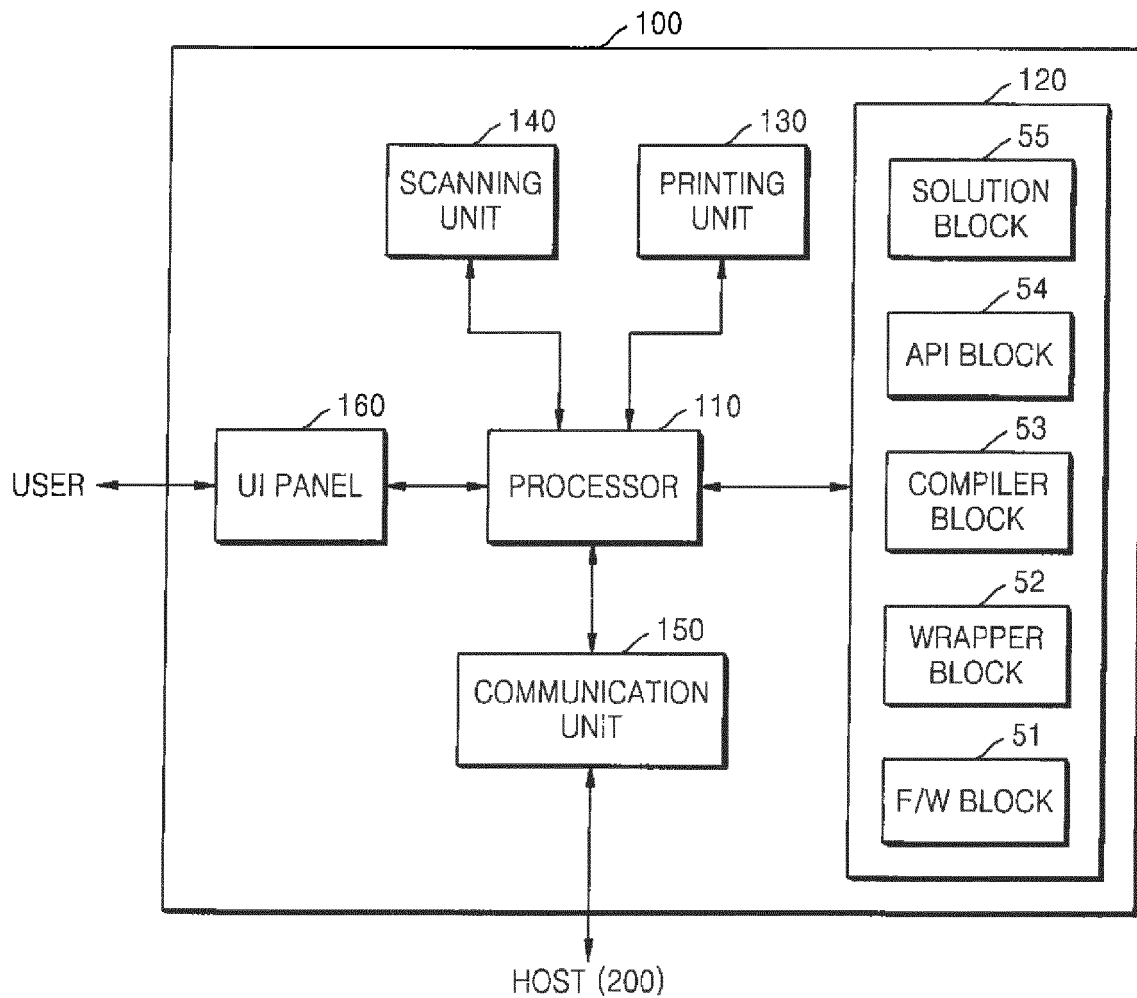 100
120
140
130
55
SCANNING
UNIT
PRINTING
UNIT
SOLUTION
BLOCK
54
API BLOCK
160
110
53
USER
UI PANEL
PROCESSOR
COMPILER
BLOCK
52
150
WRAPPER
BLOCK
COMMUNICATION
UNIT
51
F/W BLOCK
HOST (200)